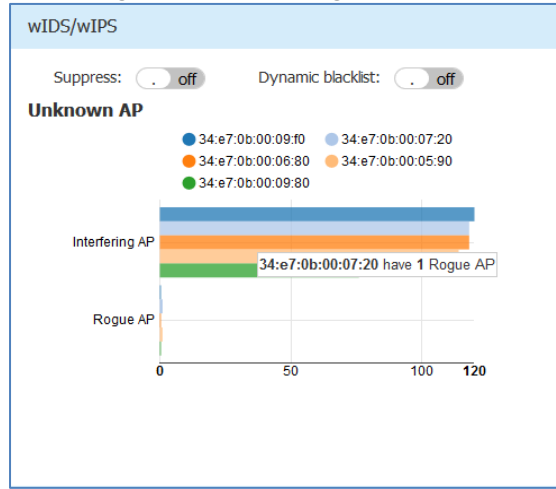 wIDS/wIPS
Suppress: . off Dynamic blacklist: . off
Unknown AP
34:e7:0b:00:09:f0 34:e7:0b:00:07:20
34:e7:0b:00:06:80 34:e7:0b:00:05:90
34:e7:0b:00:09:80
Interfering AP
34:e7:0b:00:07:20 have 1 Rogue AP
Rogue AP
0 50 100 120